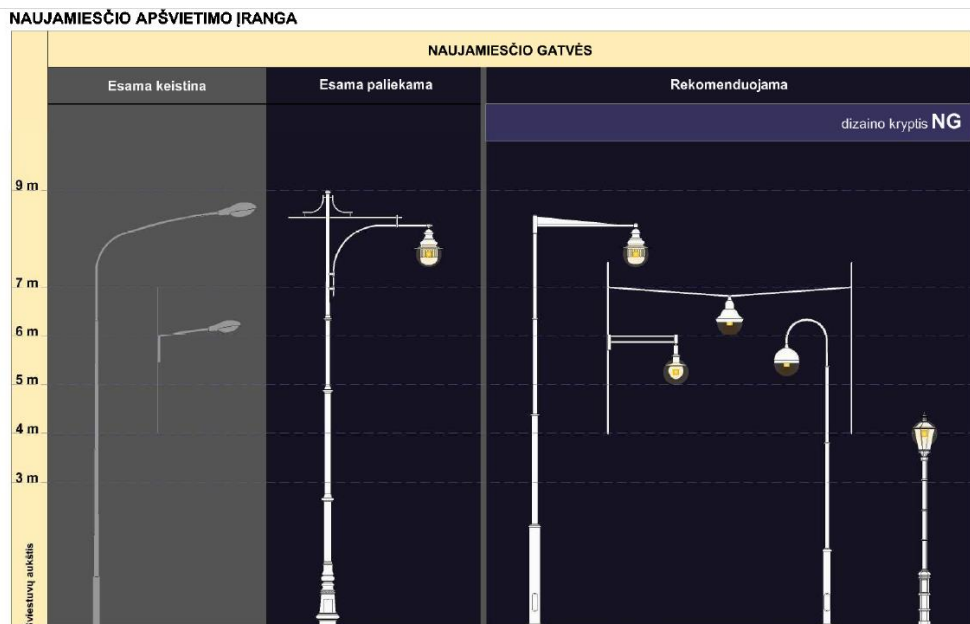 NAUJAMIESČIO APŠVIETIMO ĮRANGA
NAUJAMIESČIO GATVĖS
Esama keistina
Esama paliekama
Rekomenduojama
dizaino kryptis NG
9 m
7 m
6 m
5 m
4 m
3 m
aukštis